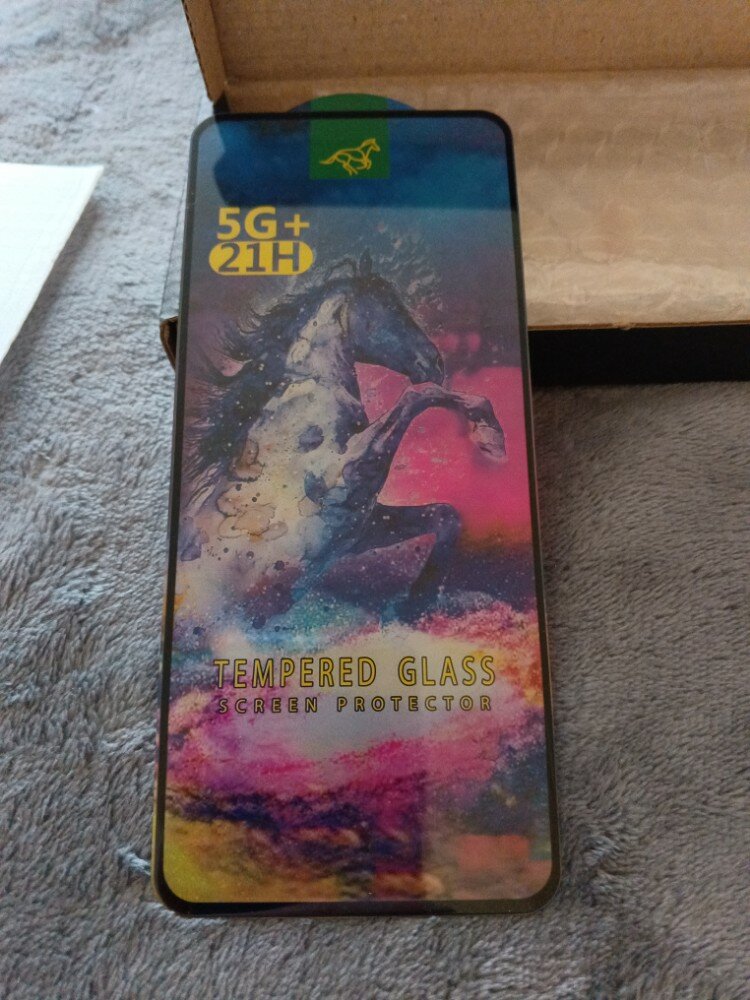 5G+
21H
TEMPERED GLASS
SCREEN PROTECTOR